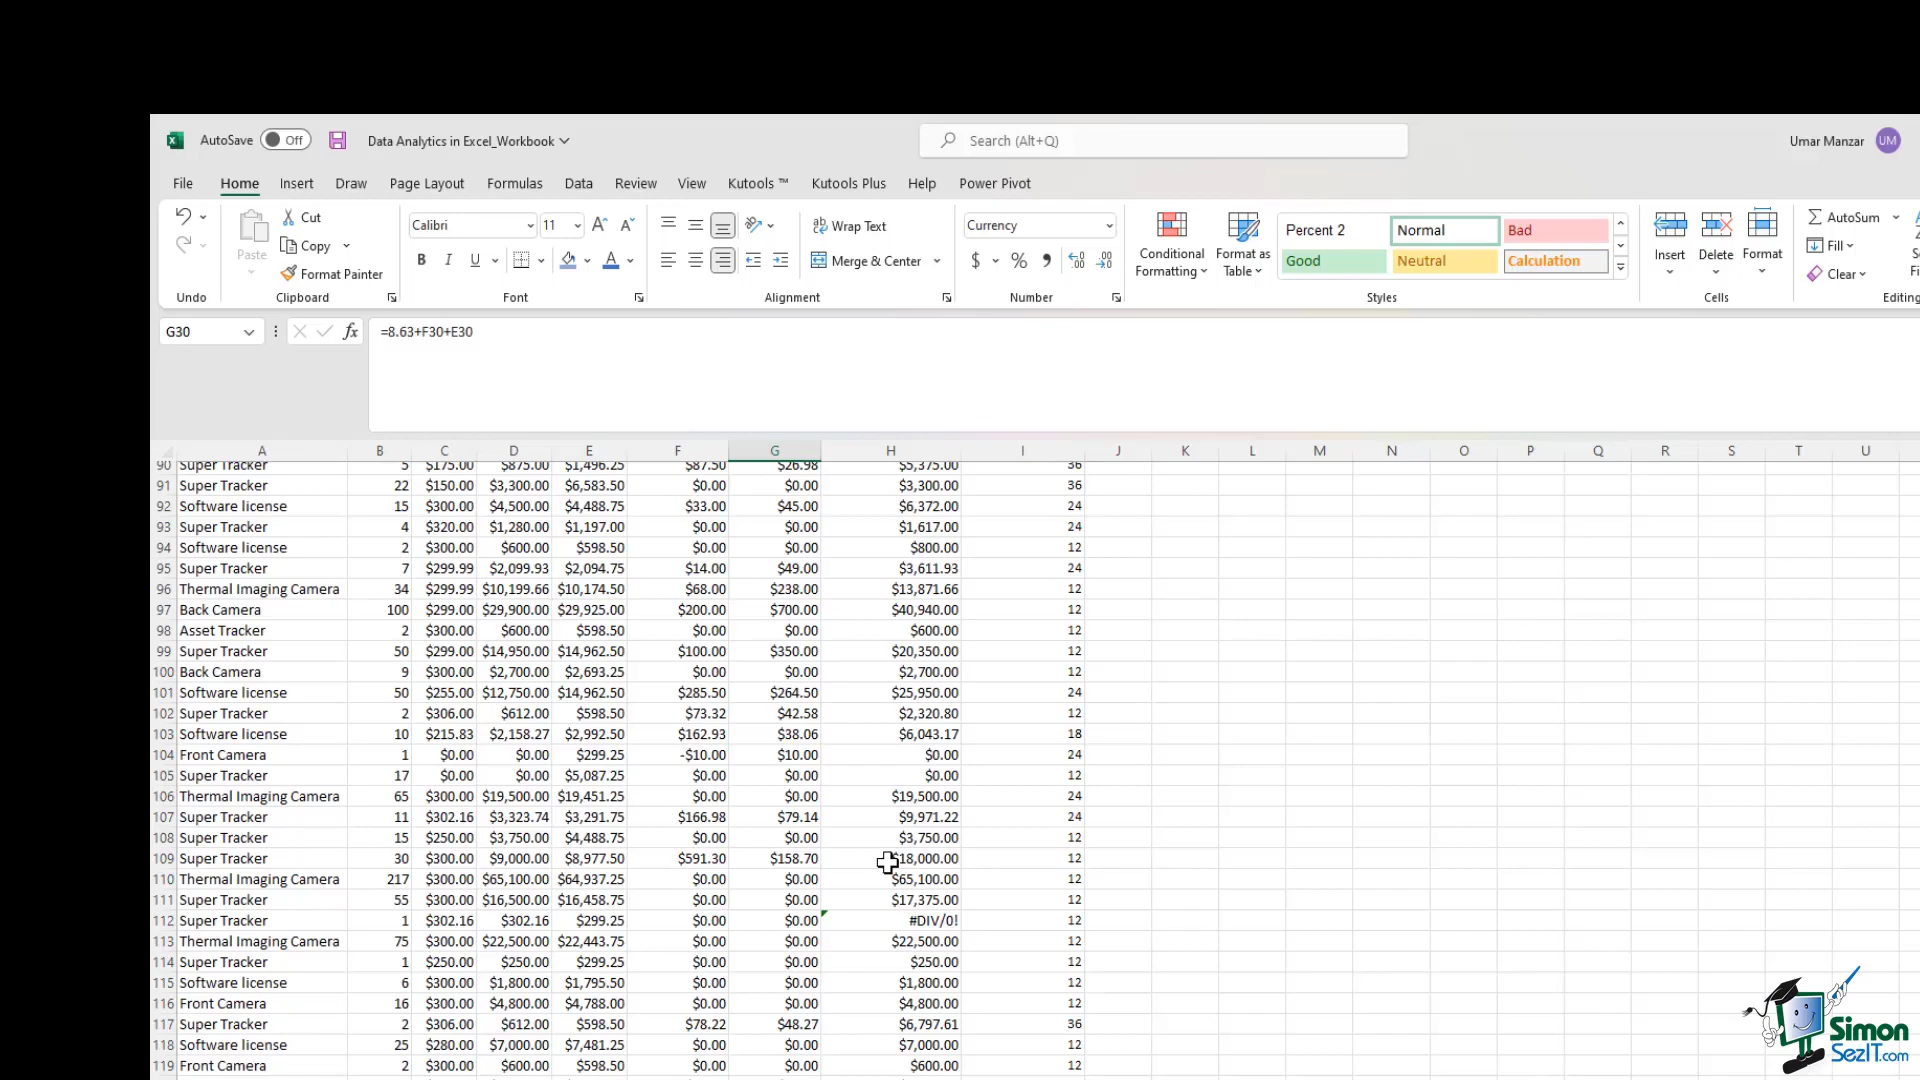 AutoSave Off Data Analytics in Excel_Workbook Search (Alt+Q) Umar Manzar UM
File Home Insert Draw Page Layout Formulas Data Review View Kutools ™ Kutools Plus Help Power Pivot
Cut Calibri 11 Wrap Text Currency Percent 2 Normal Bad AutoSum
Paste Copy Conditional Formatting Format as Table Insert Delete Format Fill
Format Painter B I U Merge & Center $ % Good Neutral Calculation Clear
Undo Clipboard Font Alignment Number Styles Cells Editing
G30 fx =8.63+F30+E30
A B C D E F G H I J K L M N O P Q R S T U
90 Super Tracker 5 $175.00 $875.00 $1,496.25 $87.50 $26.98 $5,375.00 36
91 Super Tracker 22 $150.00 $3,300.00 $6,583.50 $0.00 $0.00 $3,300.00 36
92 Software license 15 $300.00 $4,500.00 $4,488.75 $33.00 $45.00 $6,372.00 24
93 Super Tracker 4 $320.00 $1,280.00 $1,197.00 $0.00 $0.00 $1,617.00 24
94 Software license 2 $300.00 $600.00 $598.50 $0.00 $0.00 $800.00 12
95 Super Tracker 7 $299.99 $2,099.93 $2,094.75 $14.00 $49.00 $3,611.93 24
96 Thermal Imaging Camera 34 $299.99 $10,199.66 $10,174.50 $68.00 $238.00 $13,871.66 12
97 Back Camera 100 $299.00 $29,900.00 $29,925.00 $200.00 $700.00 $40,940.00 12
98 Asset Tracker 2 $300.00 $600.00 $598.50 $0.00 $0.00 $600.00 12
99 Super Tracker 50 $299.00 $14,950.00 $14,962.50 $100.00 $350.00 $20,350.00 12
100 Back Camera 9 $300.00 $2,700.00 $2,693.25 $0.00 $0.00 $2,700.00 12
101 Software license 50 $255.00 $12,750.00 $14,962.50 $285.50 $264.50 $25,950.00 24
102 Super Tracker 2 $306.00 $612.00 $598.50 $73.32 $42.58 $2,320.80 12
103 Software license 10 $215.83 $2,158.27 $2,992.50 $162.93 $38.06 $6,043.17 18
104 Front Camera 1 $0.00 $0.00 $299.25 -$10.00 $10.00 $0.00 24
105 Super Tracker 17 $0.00 $0.00 $5,087.25 $0.00 $0.00 $0.00 12
106 Thermal Imaging Camera 65 $300.00 $19,500.00 $19,451.25 $0.00 $0.00 $19,500.00 24
107 Super Tracker 11 $302.16 $3,323.74 $3,291.75 $166.98 $79.14 $9,971.22 24
108 Super Tracker 15 $250.00 $3,750.00 $4,488.75 $0.00 $0.00 $3,750.00 12
109 Super Tracker 30 $300.00 $9,000.00 $8,977.50 $591.30 $158.70 $18,000.00 12
110 Thermal Imaging Camera 217 $300.00 $65,100.00 $64,937.25 $0.00 $0.00 $65,100.00 12
111 Super Tracker 55 $300.00 $16,500.00 $16,458.75 $0.00 $0.00 $17,375.00 12
112 Super Tracker 1 $302.16 $302.16 $299.25 $0.00 $0.00 #DIV/0! 12
113 Thermal Imaging Camera 75 $300.00 $22,500.00 $22,443.75 $0.00 $0.00 $22,500.00 12
114 Super Tracker 1 $250.00 $250.00 $299.25 $0.00 $0.00 $250.00 12
115 Software license 6 $300.00 $1,800.00 $1,795.50 $0.00 $0.00 $1,800.00 12
116 Front Camera 16 $300.00 $4,800.00 $4,788.00 $0.00 $0.00 $4,800.00 12
117 Super Tracker 2 $306.00 $612.00 $598.50 $78.22 $48.27 $6,797.61 36
118 Software license 25 $280.00 $7,000.00 $7,481.25 $0.00 $0.00 $7,000.00 12
119 Front Camera 2 $300.00 $600.00 $598.50 $0.00 $0.00 $600.00 12
Simon
SezIT.com